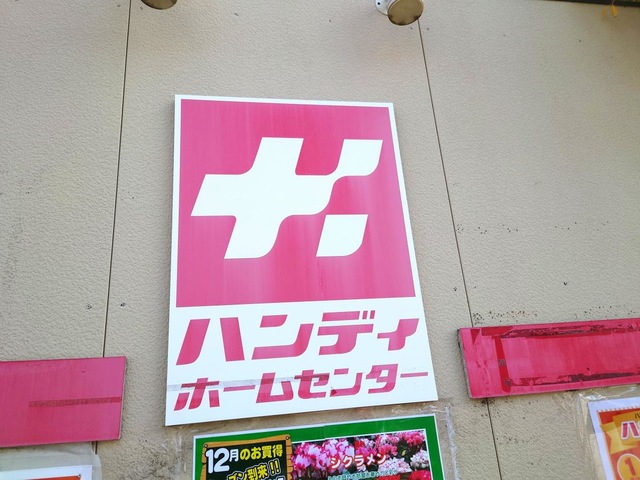 ハンディ
ホームセンター
12月のお買得
シクラメン